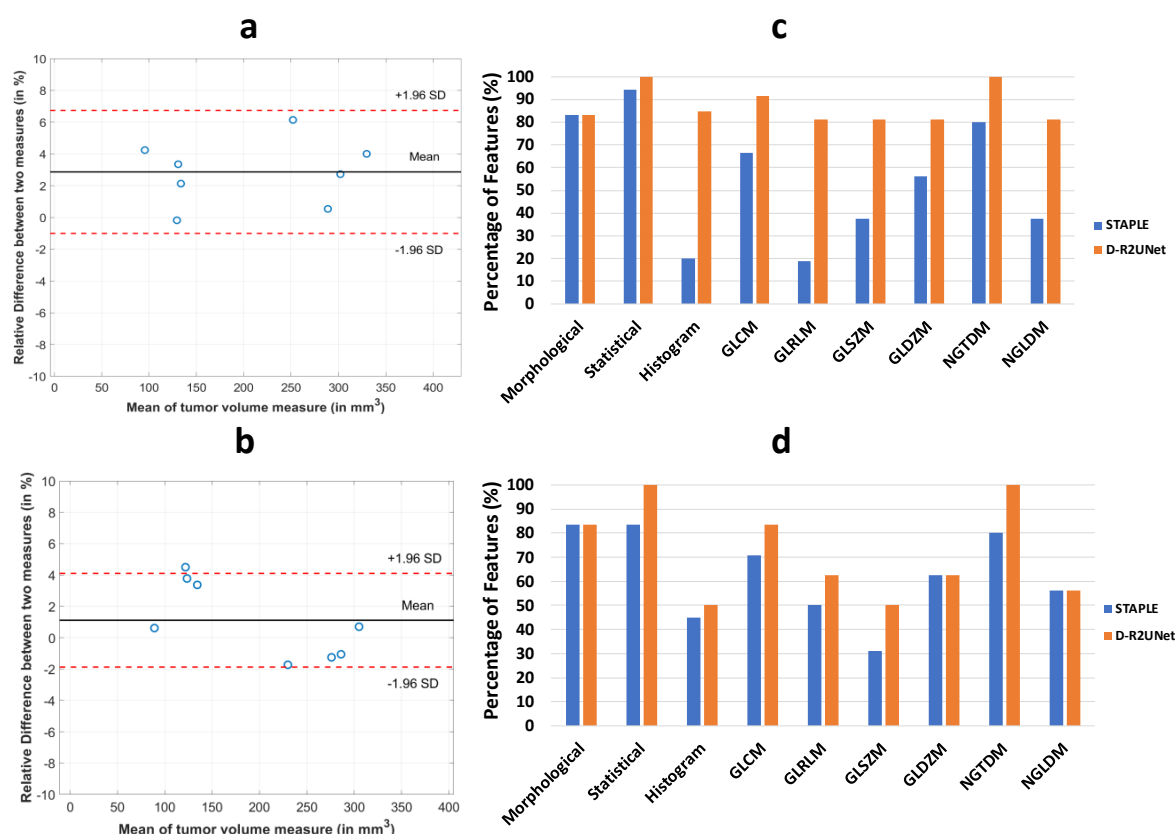 a
Relative Difference between two measures (in %)
10
8
6
4
2
0
-2
-4
-6
-8
-10
+1.96 SD
Mean
-1.96 SD
0 50 100 150 200 250 300 350 400
Mean of tumor volume measure (in mm³)
c
Percentage of Features (%)
100
90
80
70
60
50
40
30
20
10
0
Morphological
Statistical
Histogram
GLCM
GLRLM
GLSZM
GLDZM
NGTDM
NGLDM
STAPLE
D-R2UNet
b
Relative Difference between two measures (in %)
10
8
6
4
2
0
-2
-4
-6
-8
-10
+1.96 SD
Mean
-1.96 SD
0 50 100 150 200 250 300 350 400
Mean of tumor volume measure (in mm³)
d
Percentage of Features (%)
100
90
80
70
60
50
40
30
20
10
0
Morphological
Statistical
Histogram
GLCM
GLRLM
GLSZM
GLDZM
NGTDM
NGLDM
STAPLE
D-R2UNet